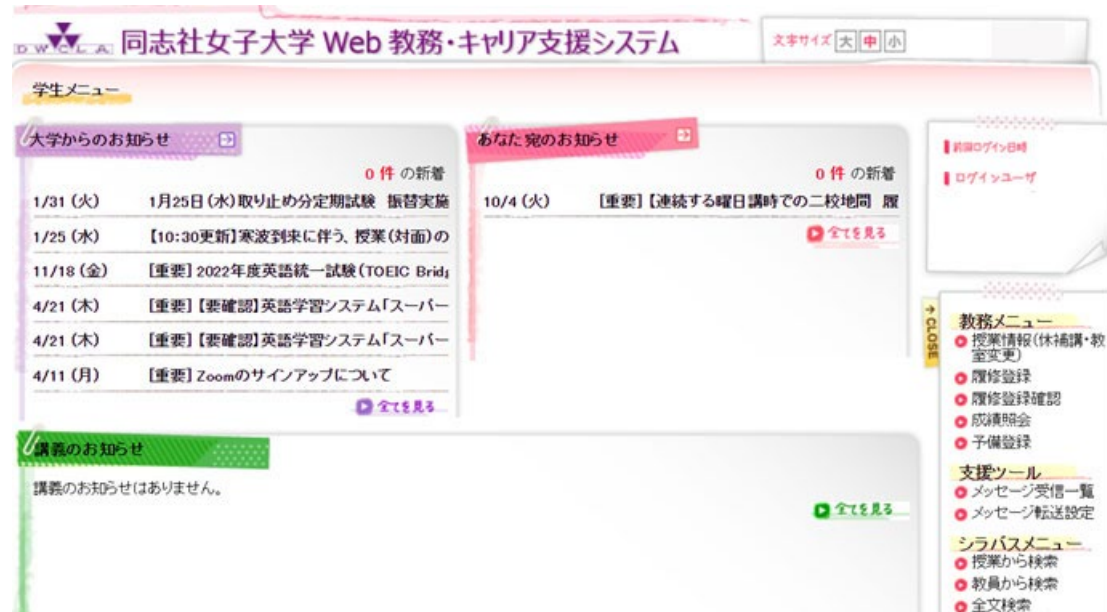 DWCLA 同志社女子大学 Web 教務・キャリア支援システム
文字サイズ 大 中 小
学生メニュー
大学からのお知らせ
0 件 の新着
1/31 (火) 1月25日(水)取り止め分定期試験 振替実施
1/25 (水) 【10:30更新】寒波到来に伴う、授業(対面)の
11/18 (金) [重要] 2022年度英語統一試験(TOEIC Bridg
4/21 (木) [重要]【要確認】英語学習システム「スーパー
4/21 (木) [重要]【要確認】英語学習システム「スーパー
4/11 (月) [重要] Zoomのサインアップについて
全てを見る
あなた宛のお知らせ
0 件 の新着
10/4 (火) [重要]【連続する曜日講時での二校地間 履
全てを見る
講義のお知らせ
講義のお知らせはありません。
全てを見る
前回ログイン日時
ログインユーザ
↑ CLOSE
教務メニュー
授業情報(休補講・教
室変更)
履修登録
履修登録確認
成績照会
予備登録
支援ツール
メッセージ受信一覧
メッセージ転送設定
シラバスメニュー
授業から検索
教員から検索
全文検索